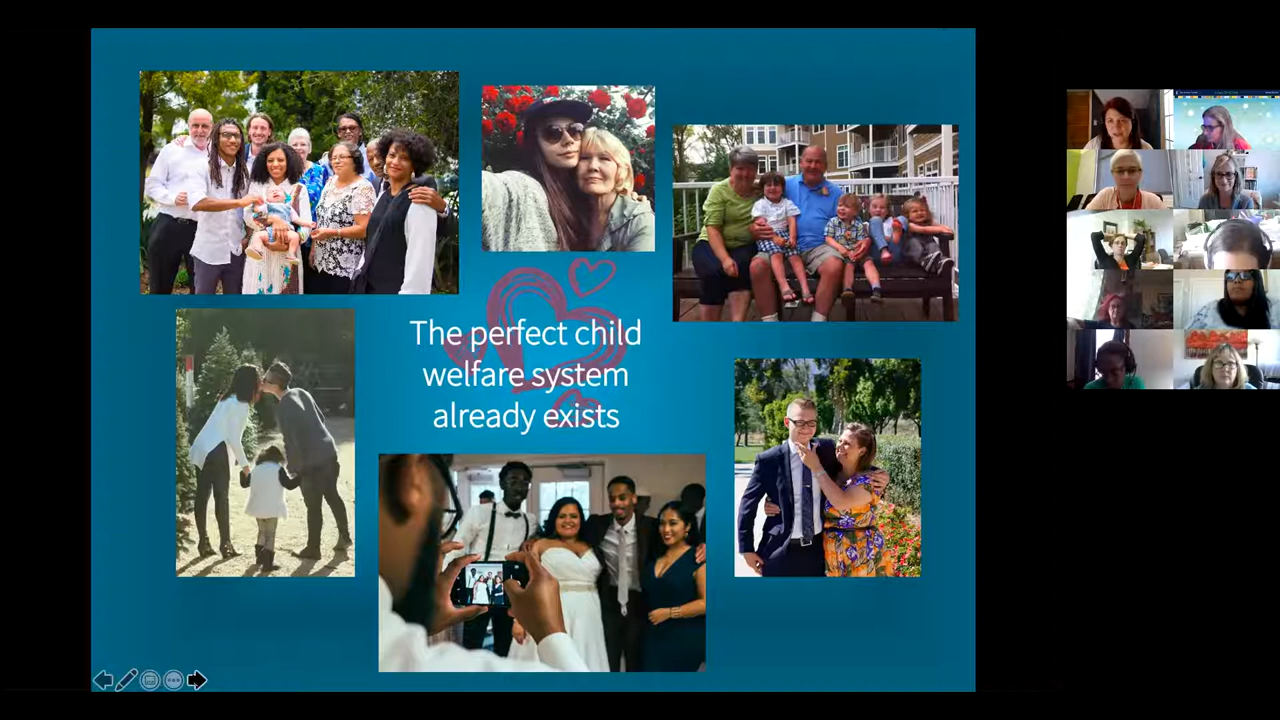 The perfect child
welfare system
already exists